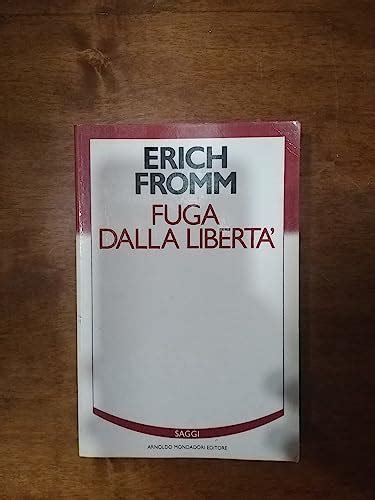 ERICH
FROMM
FUGA
DALLA LIBERTA'
SAGGI
ARNOLDO MONDADORI EDITORE